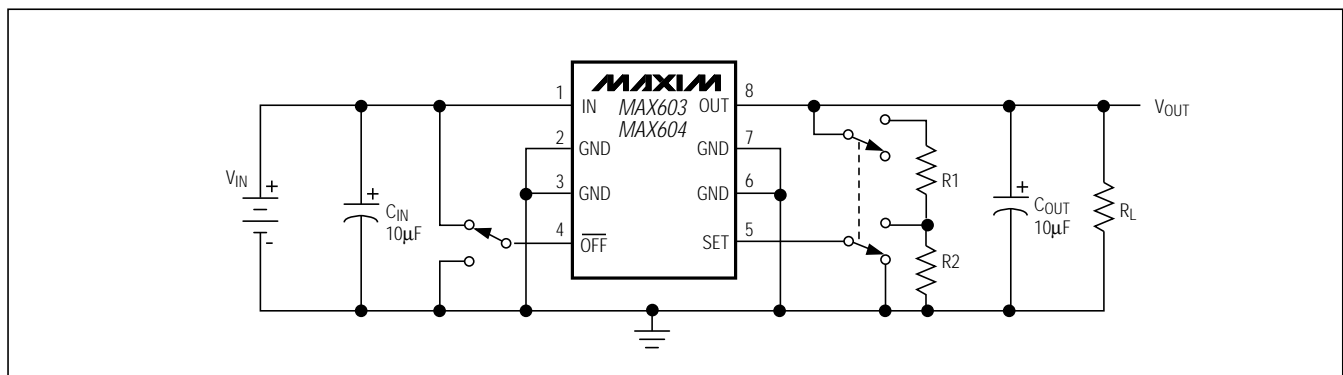 MAXIM
MAX603
MAX604
1
IN
2
GND
3
GND
4
OFF
8
OUT
7
GND
6
GND
5
SET
VIN
+
-
+
CIN
10µF
R1
R2
+
COUT
10µF
RL
VOUT